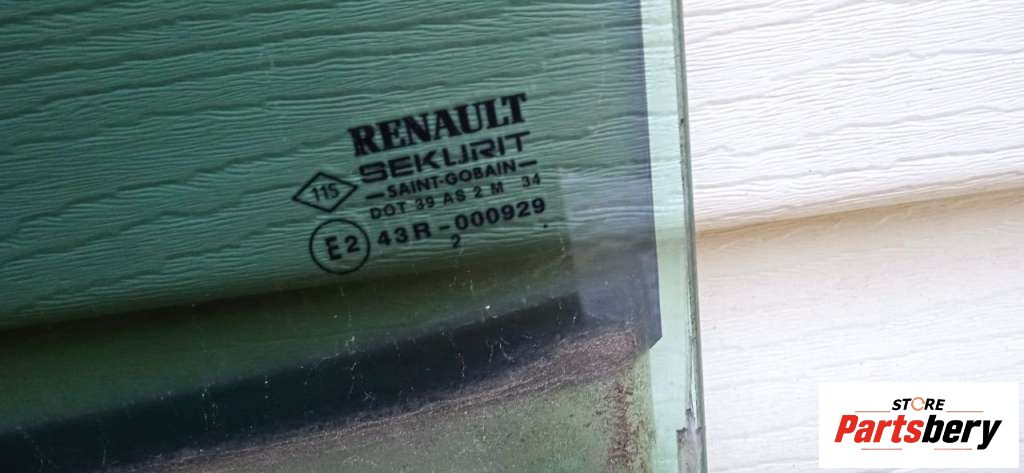 RENAULT
SEKURIT
SAINT-GOBAIN
115
DOT 39 AS 2 M 34
E2
43R-000929
2
STORE
Partsbery